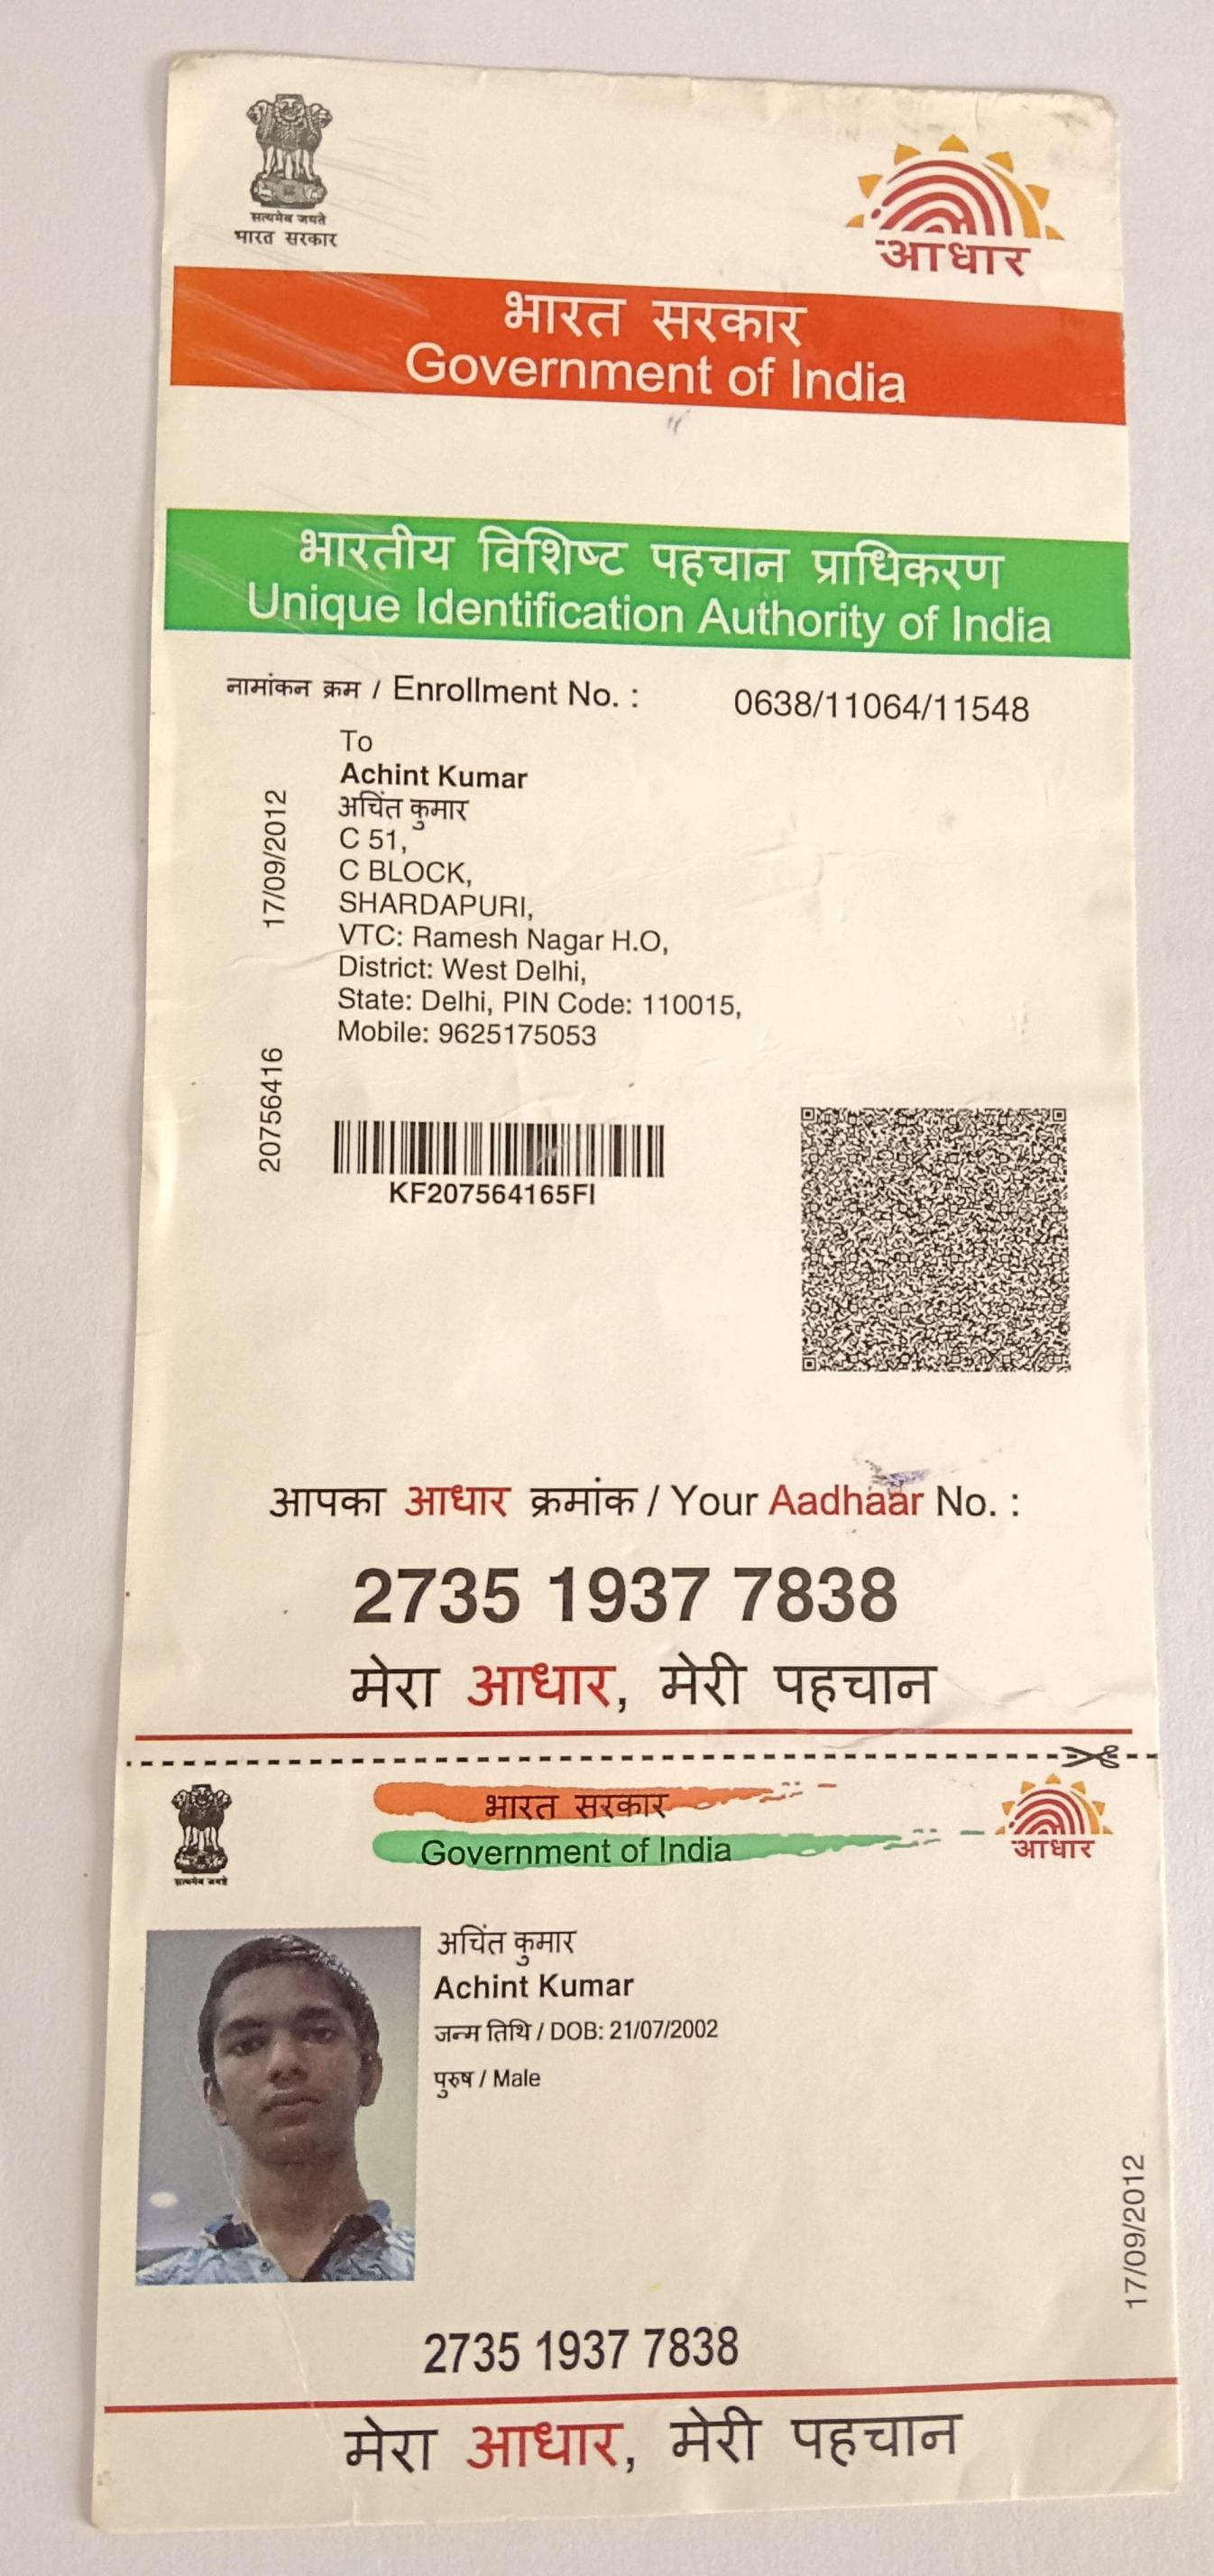 सत्यमेव जयते
भारत सरकार
आधार
भारत सरकार
Government of India
भारतीय विशिष्ट पहचान प्राधिकरण
Unique Identification Authority of India
नामांकन क्रम / Enrollment No. : 0638/11064/11548
To
Achint Kumar
अचिंत कुमार
C 51,
C BLOCK,
SHARDAPURI,
VTC: Ramesh Nagar H.O,
District: West Delhi,
State: Delhi, PIN Code: 110015,
Mobile: 9625175053
17/09/2012
20756416
KF207564165FI
आपका आधार क्रमांक / Your Aadhaar No. :
2735 1937 7838
मेरा आधार, मेरी पहचान
सत्यमेव जयते
भारत सरकार
Government of India
आधार
अचिंत कुमार
Achint Kumar
जन्म तिथि / DOB: 21/07/2002
पुरुष / Male
17/09/2012
2735 1937 7838
मेरा आधार, मेरी पहचान